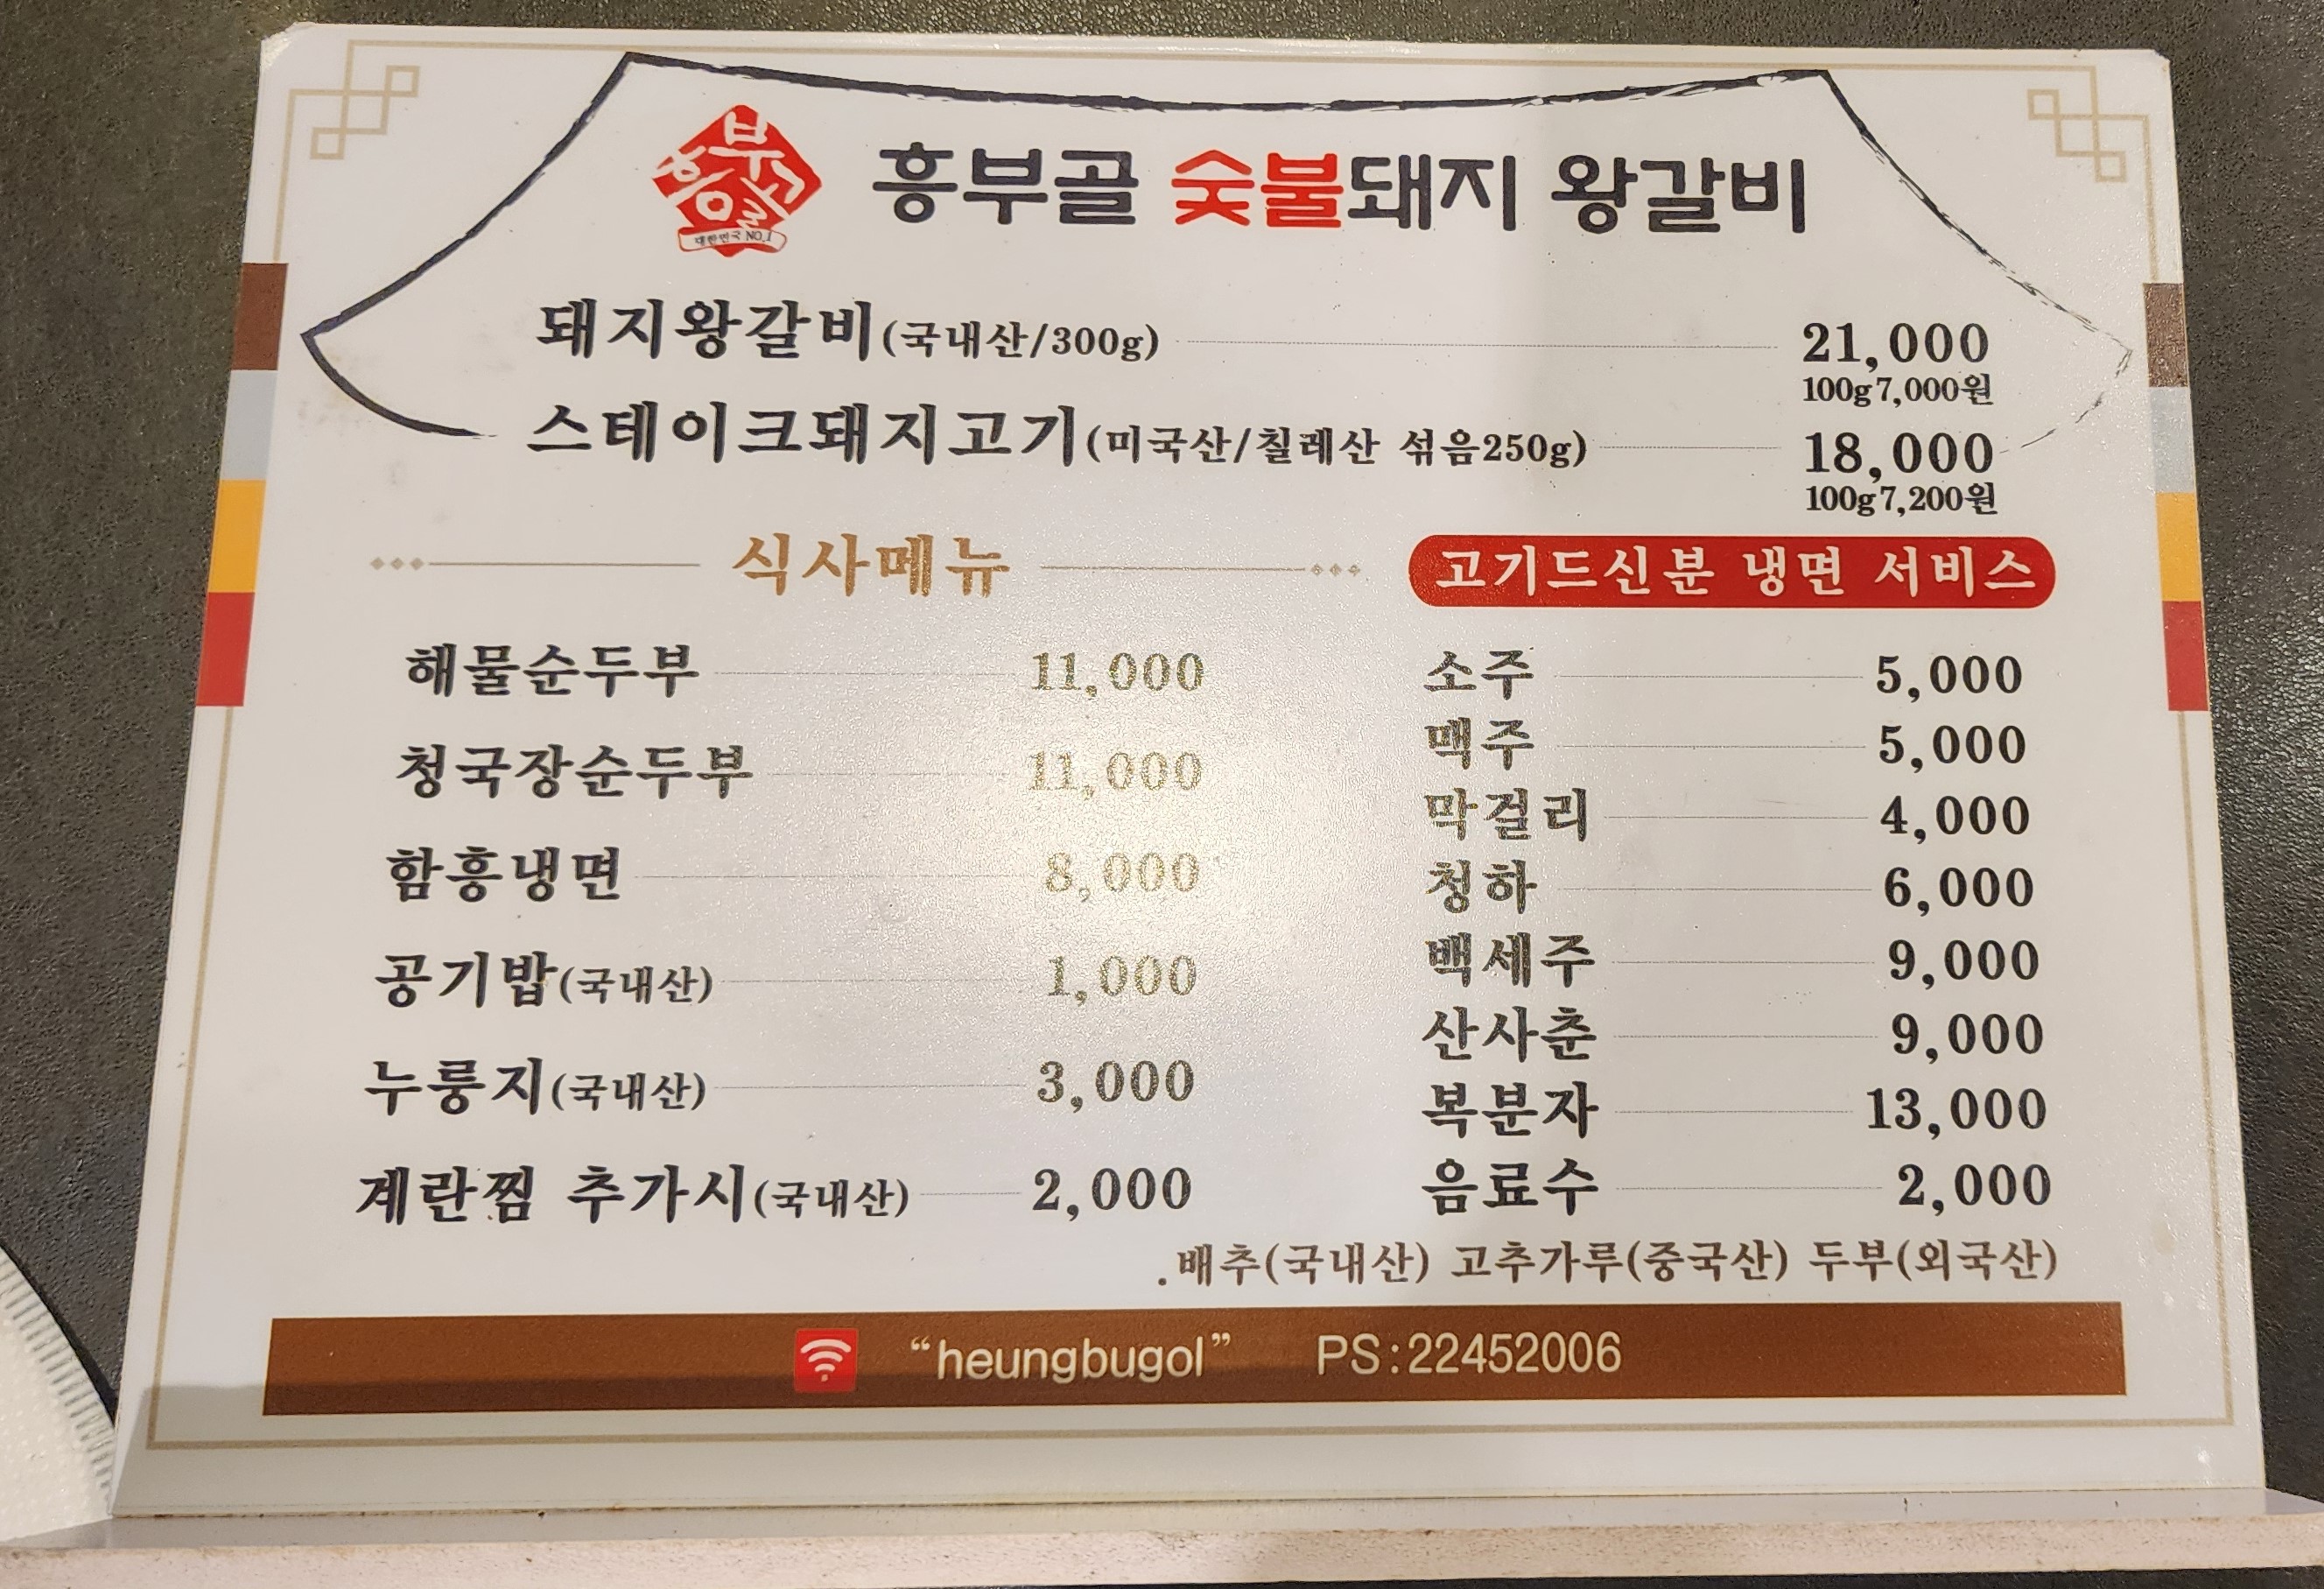 흥부골
대한민국 NO.1
흥부골 숯불돼지 왕갈비
돼지왕갈비(국내산/300g) 21,000
100g 7,000원
스테이크돼지고기(미국산/칠레산 섞음250g) 18,000
100g 7,200원
식사메뉴
해물순두부 11,000
청국장순두부 11,000
함흥냉면 8,000
공기밥(국내산) 1,000
누룽지(국내산) 3,000
계란찜 추가시(국내산) 2,000
고기드신분 냉면 서비스
소주 5,000
맥주 5,000
막걸리 4,000
청하 6,000
백세주 9,000
산사춘 9,000
복분자 13,000
음료수 2,000
.배추(국내산) 고추가루(중국산) 두부(외국산)
“heungbugol” PS:22452006